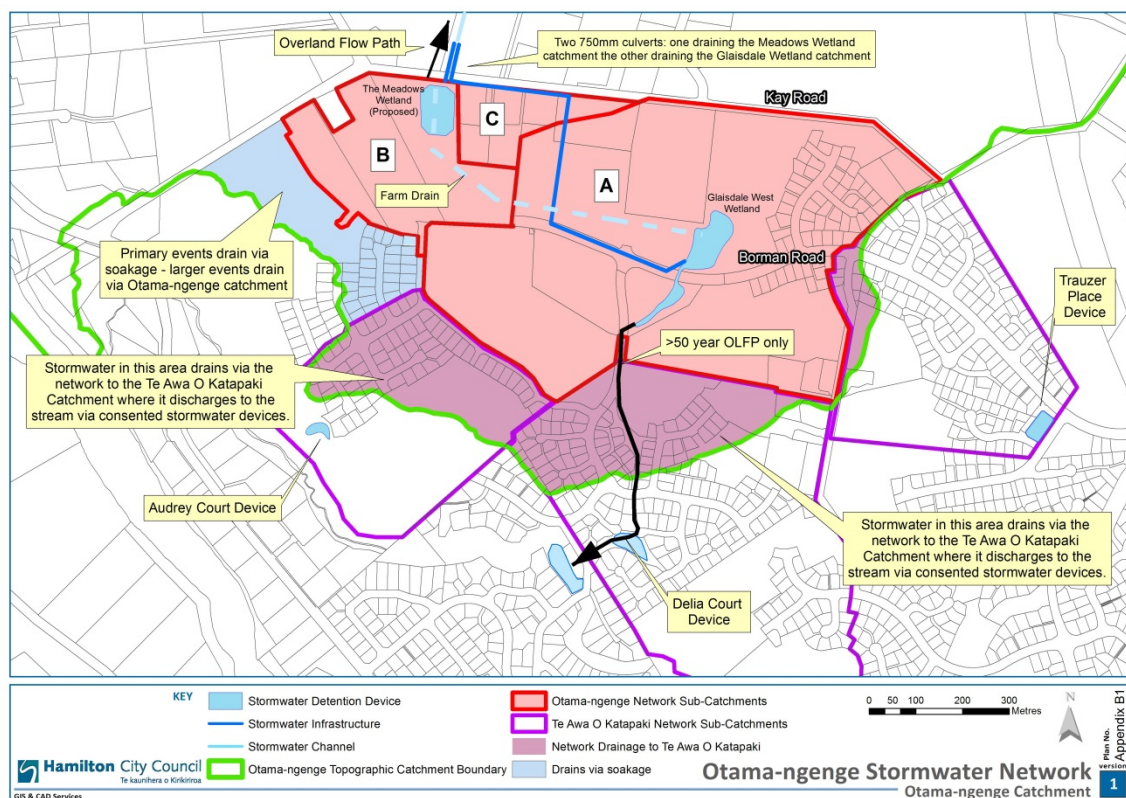 Overland Flow Path
Two 750mm culverts: one draining the Meadows Wetland
catchment the other draining the Glaisdale Wetland catchment
The Meadows
Wetland
(Proposed)
C
Kay Road
B
A
Farm Drain
Glaisdale West
Wetland
Primary events drain via
soakage - larger events drain
via Otama-ngenge catchment
Borman Road
Trauzer
Place
Device
>50 year OLFP only
Stormwater in this area drains via the
network to the Te Awa O Katapaki
Catchment where it discharges to the
stream via consented stormwater devices.
Audrey Court Device
Stormwater in this area drains via the
network to the Te Awa O Katapaki
Catchment where it discharges to the
stream via consented stormwater devices.
Delia Court
Device
KEY
Stormwater Detention Device
Stormwater Infrastructure
Stormwater Channel
Otama-ngenge Topographic Catchment Boundary
Otama-ngenge Network Sub-Catchments
Te Awa O Katapaki Network Sub-Catchments
Network Drainage to Te Awa O Katapaki
Drains via soakage
0 50 100 200 300
Metres
N
Plan No.
Appendix B1
version
1
Hamilton City Council
Te kaunihera o Kirikiriroa
GIS & CAD Services
Otama-ngenge Stormwater Network
Otama-ngenge Catchment